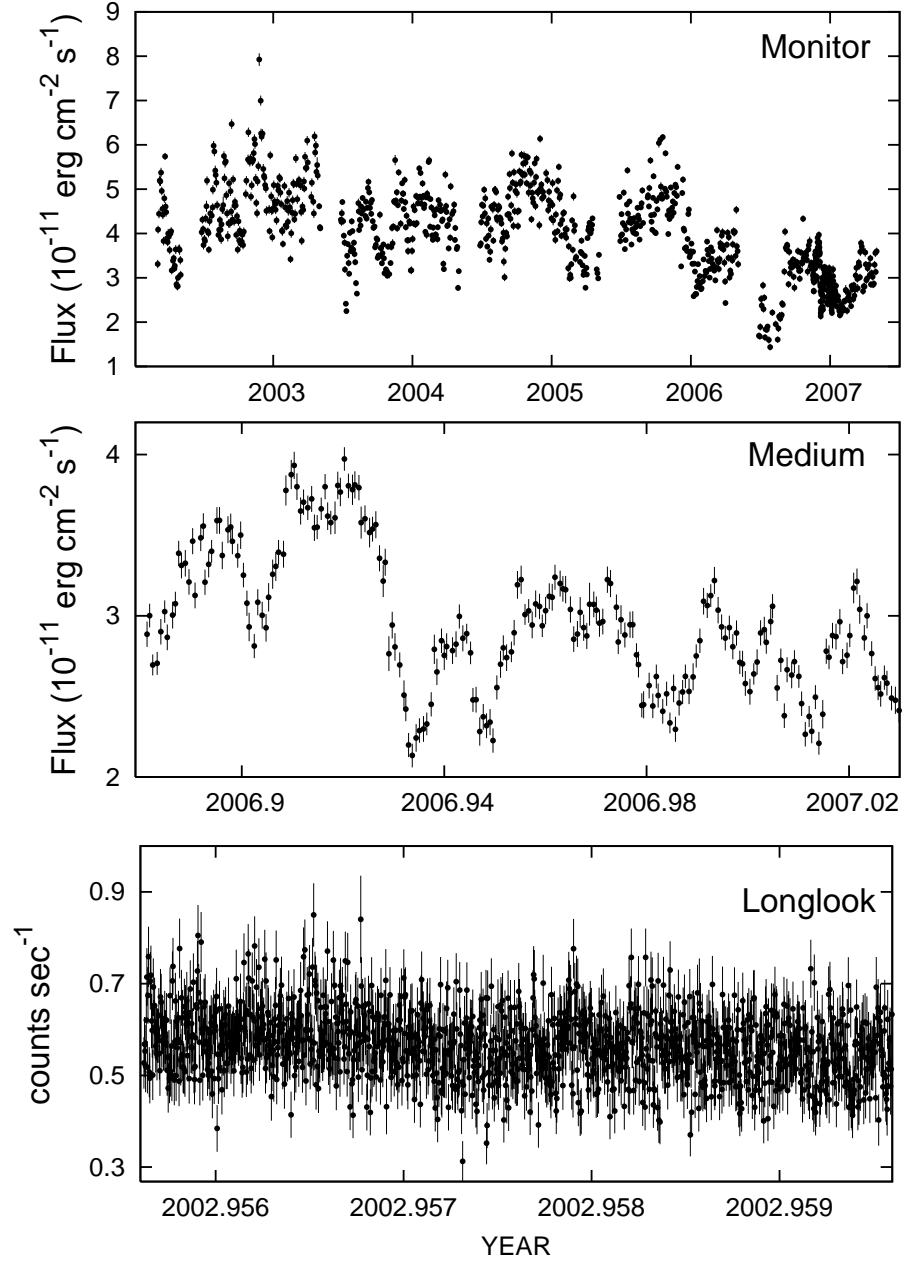 Monitor
Flux (10⁻¹¹ erg cm⁻² s⁻¹)
9
8
7
6
5
4
3
2
1
2003 2004 2005 2006 2007
Medium
Flux (10⁻¹¹ erg cm⁻² s⁻¹)
4
3
2
2006.9 2006.94 2006.98 2007.02
Longlook
counts sec⁻¹
0.9
0.7
0.5
0.3
2002.956 2002.957 2002.958 2002.959
YEAR